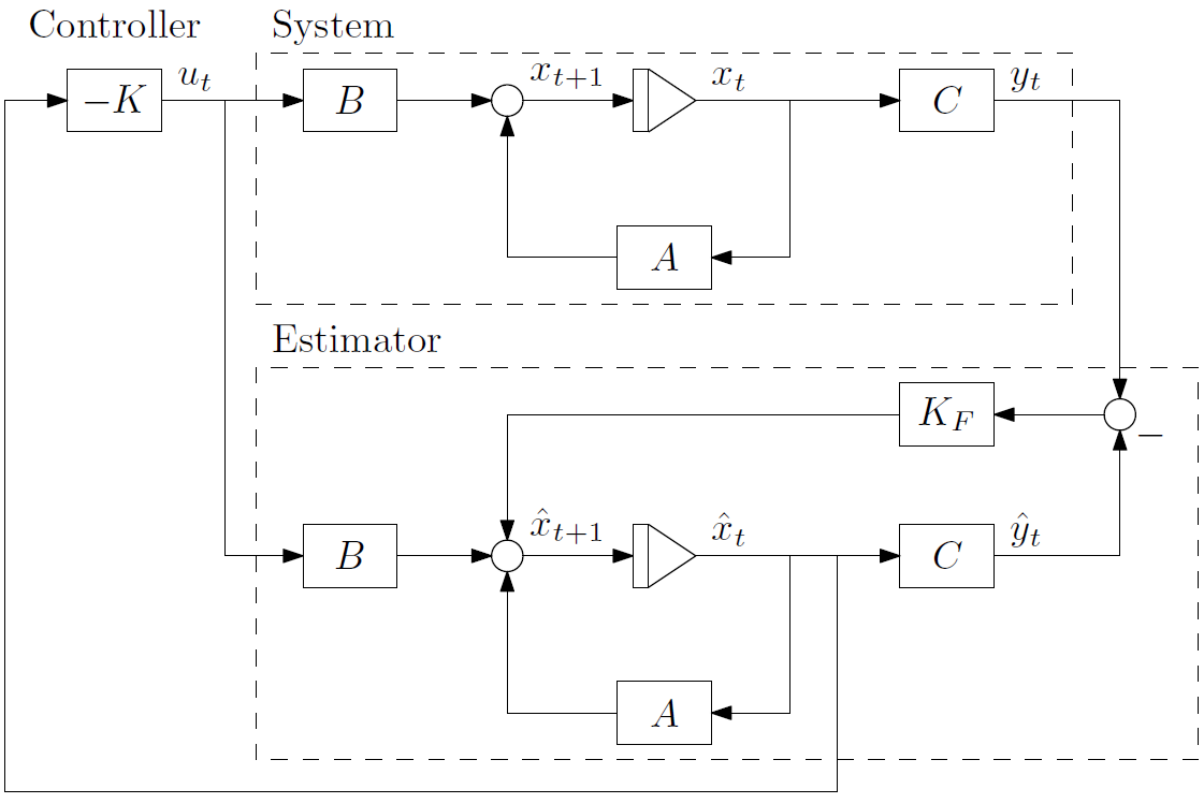 Controller System
−K u_t B x_{t+1} x_t C y_t
A
Estimator
K_F
−
B x̂_{t+1} x̂_t C ŷ_t
A